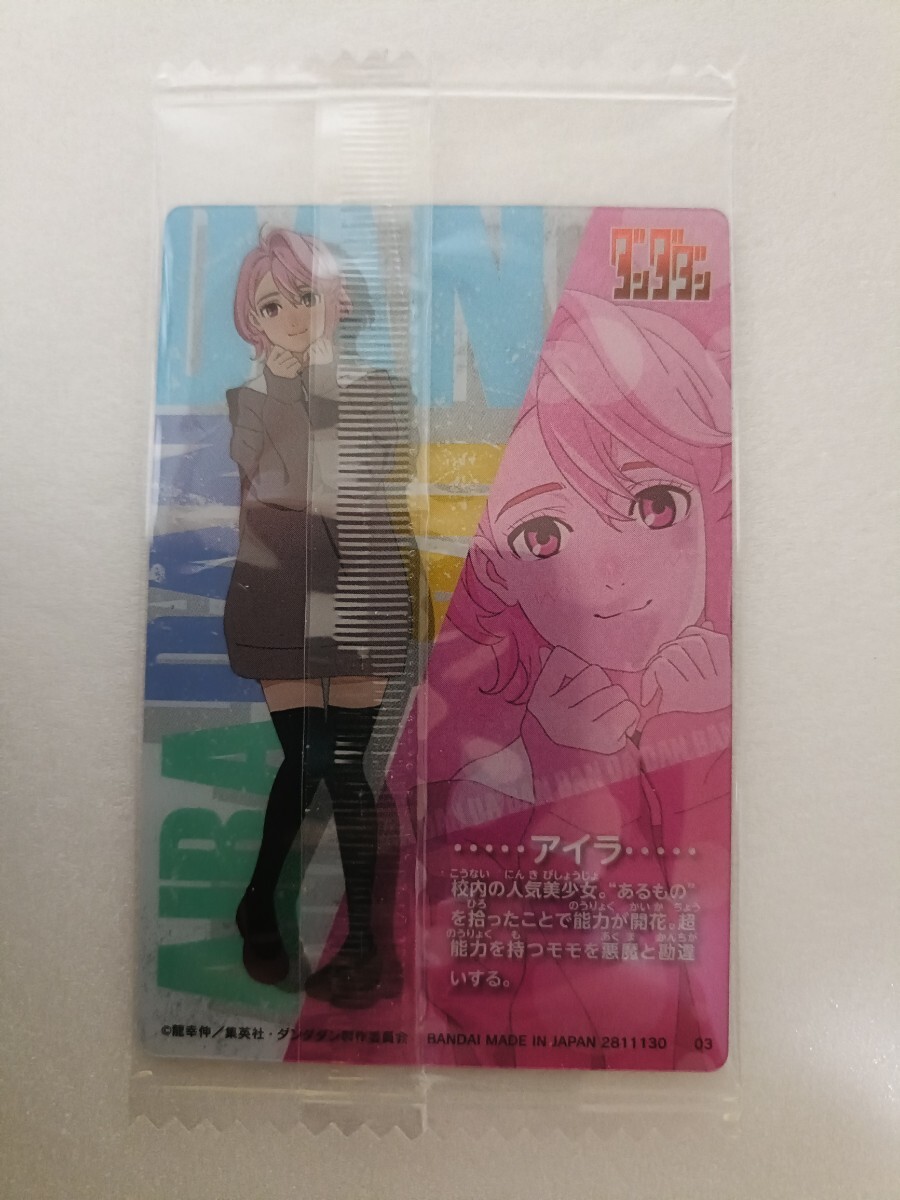 ダンダダン
アイラ
校内の人気美少女。“あるもの”
を拾ったことで能力が開花。超
能力を持つモモを悪魔と勘違
いする。
©龍幸伸／集英社・ダンダダン製作委員会 BANDAI MADE IN JAPAN 2811130 03